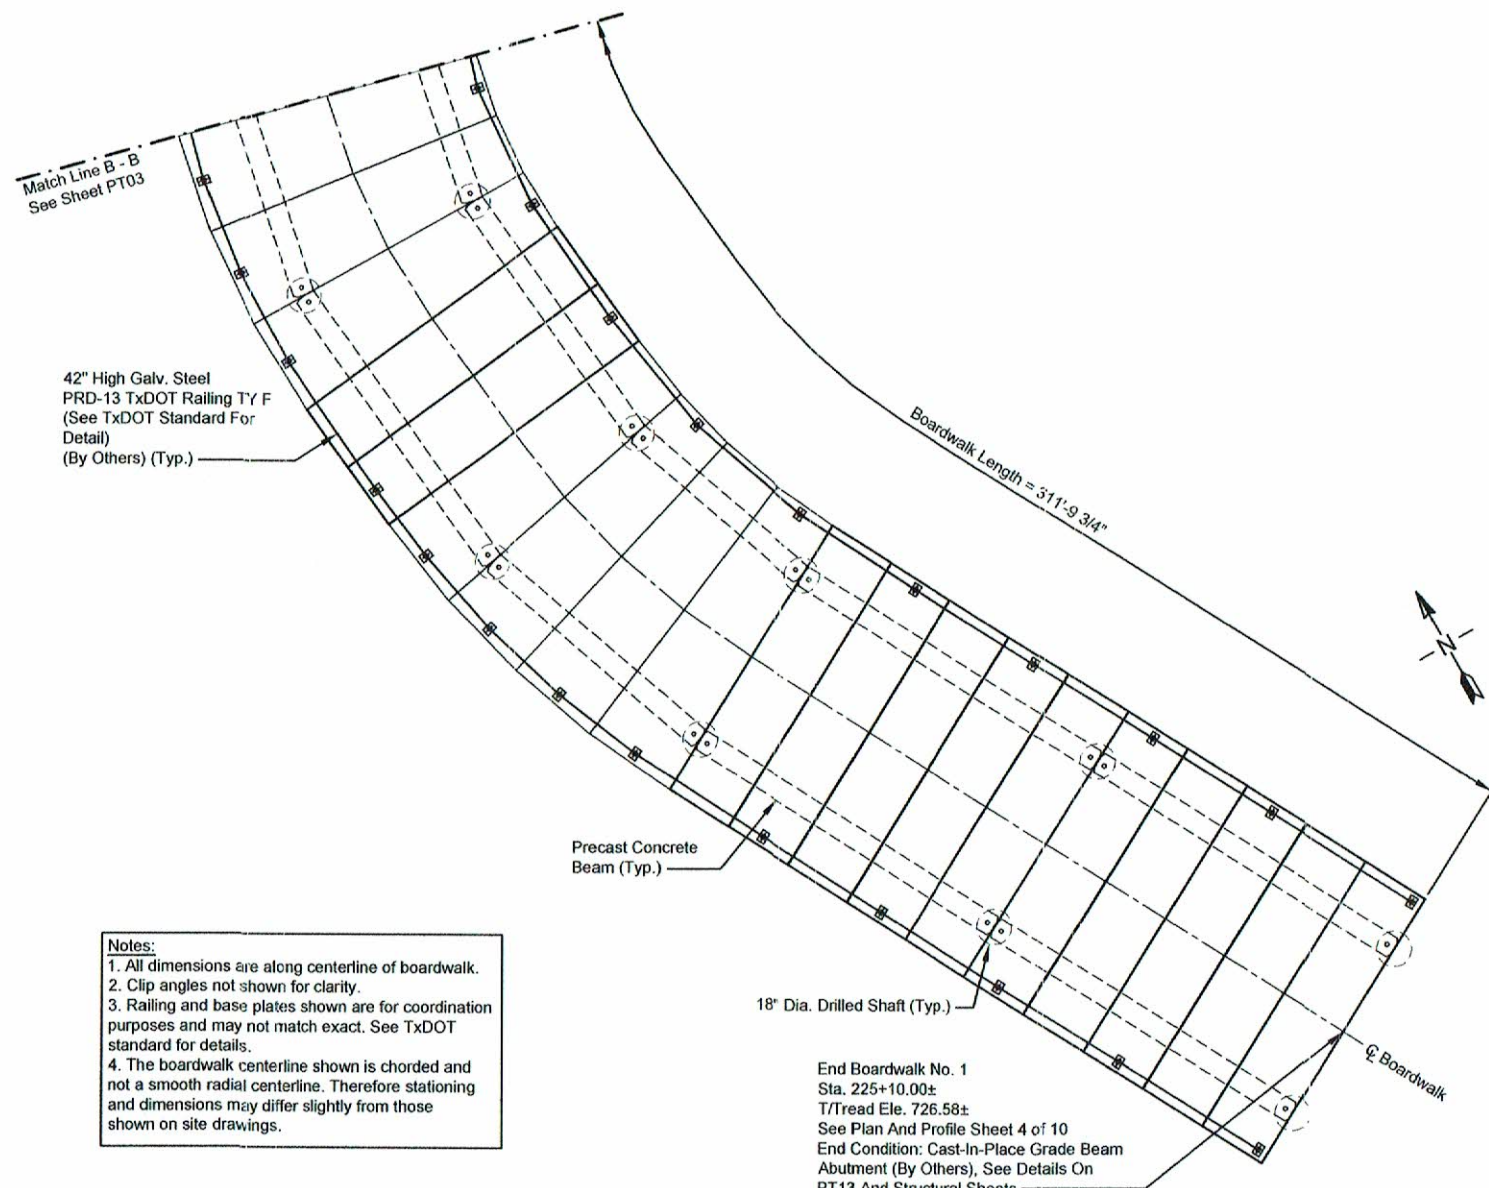 Match Line B - B
See Sheet PT03
42" High Galv. Steel
PRD-13 TxDOT Railing TY F
(See TxDOT Standard For
Detail)
(By Others) (Typ.)
Boardwalk Length = 311'-9 3/4"
N
Precast Concrete
Beam (Typ.)
18" Dia. Drilled Shaft (Typ.)
℄ Boardwalk
Notes:
1. All dimensions are along centerline of boardwalk.
2. Clip angles not shown for clarity.
3. Railing and base plates shown are for coordination
purposes and may not match exact. See TxDOT
standard for details.
4. The boardwalk centerline shown is chorded and
not a smooth radial centerline. Therefore stationing
and dimensions may differ slightly from those
shown on site drawings.
End Boardwalk No. 1
Sta. 225+10.00±
T/Tread Ele. 726.58±
See Plan And Profile Sheet 4 of 10
End Condition: Cast-In-Place Grade Beam
Abutment (By Others), See Details On
PT13 And Structural Sheets